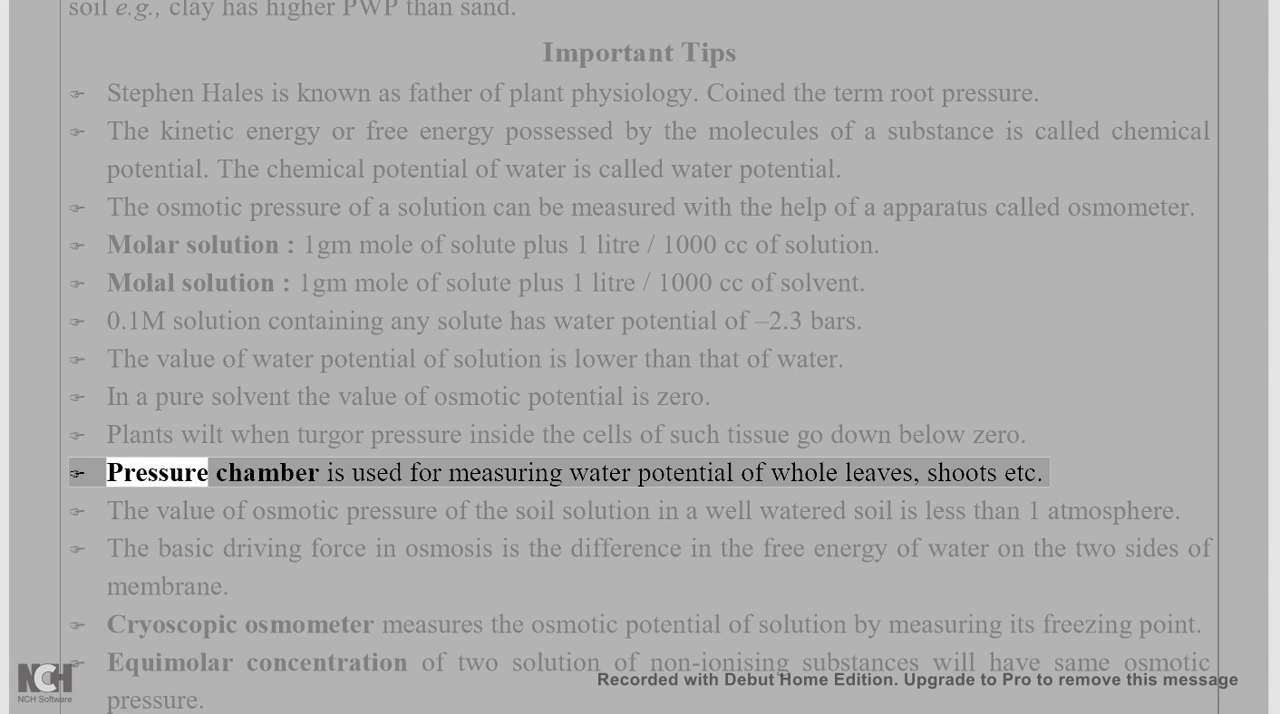 soil e.g., clay has higher PWP than sand.
Important Tips
☞ Stephen Hales is known as father of plant physiology. Coined the term root pressure.
☞ The kinetic energy or free energy possessed by the molecules of a substance is called chemical
potential. The chemical potential of water is called water potential.
☞ The osmotic pressure of a solution can be measured with the help of a apparatus called osmometer.
☞ Molar solution : 1gm mole of solute plus 1 litre / 1000 cc of solution.
☞ Molal solution : 1gm mole of solute plus 1 litre / 1000 cc of solvent.
☞ 0.1M solution containing any solute has water potential of –2.3 bars.
☞ The value of water potential of solution is lower than that of water.
☞ In a pure solvent the value of osmotic potential is zero.
☞ Plants wilt when turgor pressure inside the cells of such tissue go down below zero.
☞ Pressure chamber is used for measuring water potential of whole leaves, shoots etc.
☞ The value of osmotic pressure of the soil solution in a well watered soil is less than 1 atmosphere.
☞ The basic driving force in osmosis is the difference in the free energy of water on the two sides of
membrane.
☞ Cryoscopic osmometer measures the osmotic potential of solution by measuring its freezing point.
☞ Equimolar concentration of two solution of non-ionising substances will have same osmotic
pressure.
NCH
NCH Software
Recorded with Debut Home Edition. Upgrade to Pro to remove this message